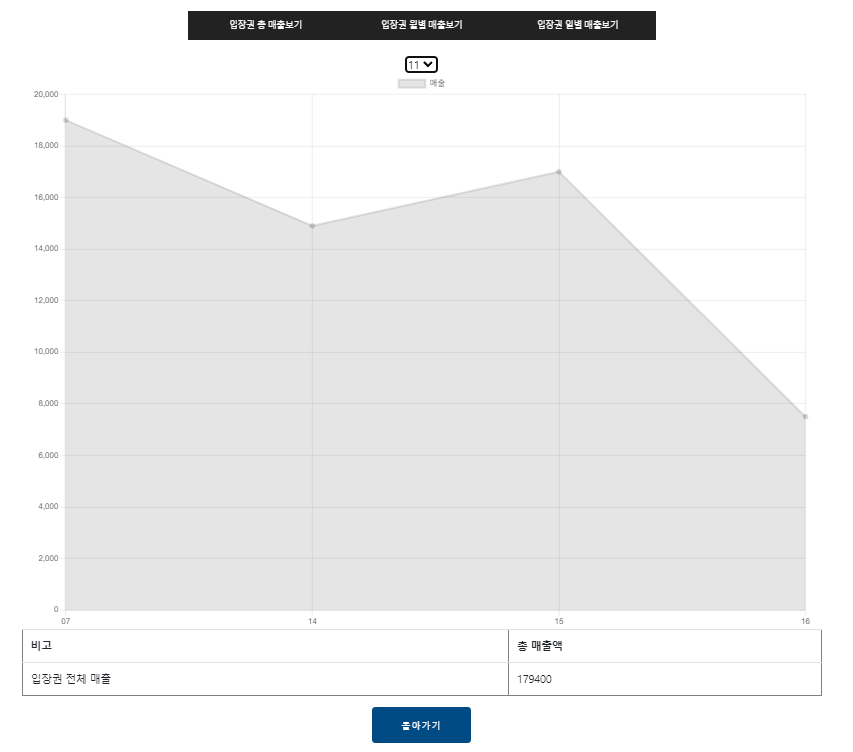 입장권 총 매출보기 입장권 월별 매출보기 입장권 일별 매출보기
11
매출
20,000
18,000
16,000
14,000
12,000
10,000
8,000
6,000
4,000
2,000
0
07 14 15 16
비고 총 매출액
입장권 전체 매출 179400
돌아가기